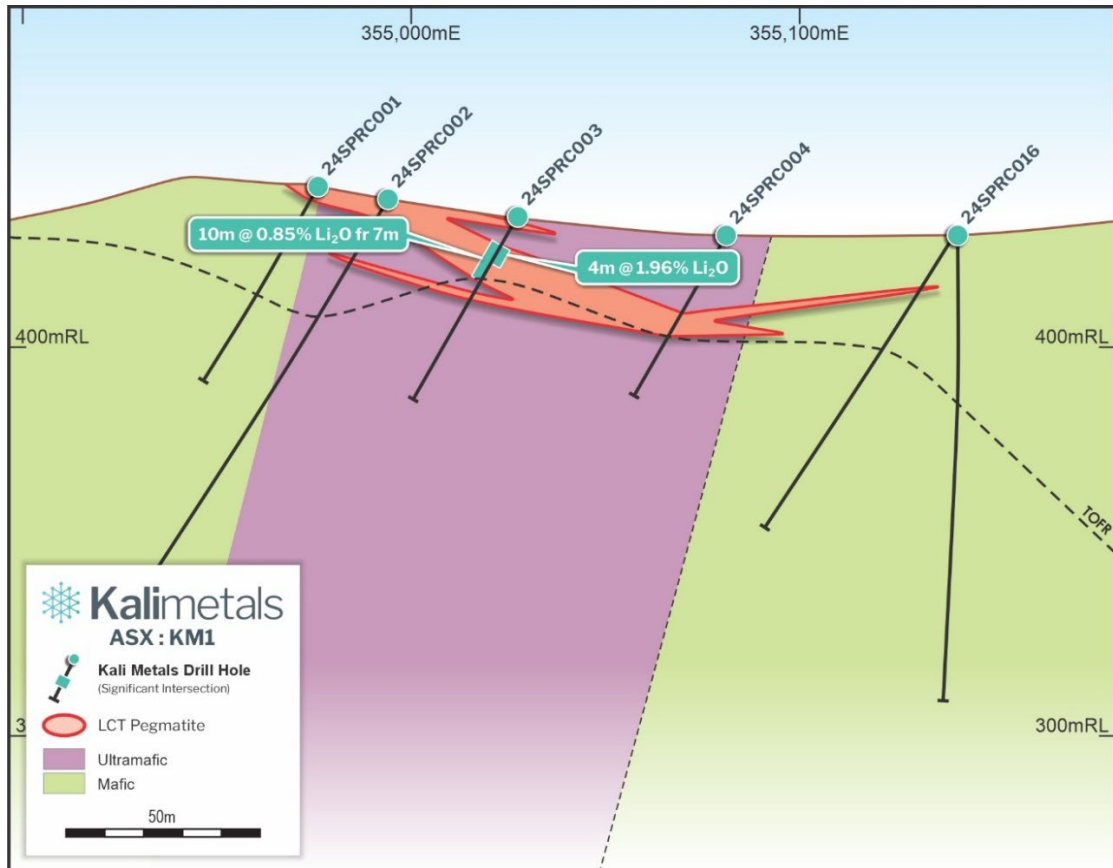 355,000mE
355,100mE
24SPRC001
24SPRC002
24SPRC003
24SPRC004
24SPRC016
10m @ 0.85% Li₂O fr 7m
4m @ 1.96% Li₂O
400mRL
400mRL
TOFR
Kalimetals
ASX : KM1
Kali Metals Drill Hole
(Significant Intersection)
LCT Pegmatite
3
300mRL
Ultramafic
Mafic
50m